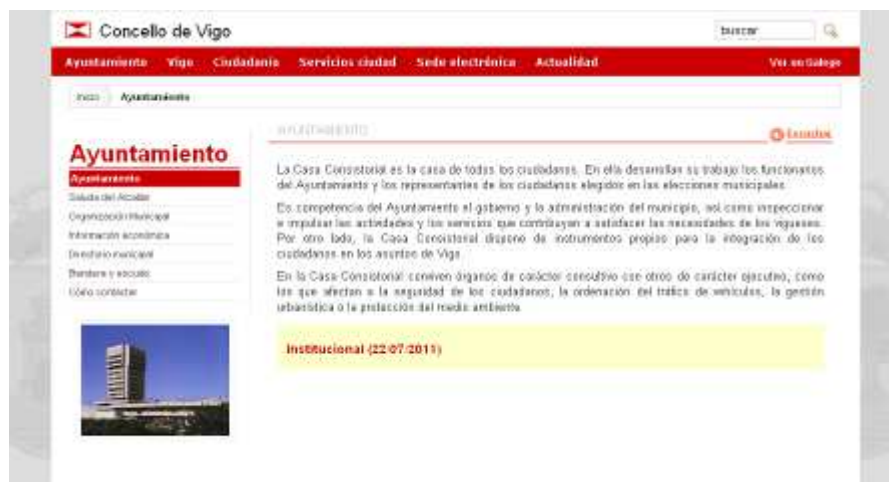 Concello de Vigo
buscar
Ayuntamiento Vigo Ciudadanía Servicios ciudad Sede electrónica Actualidad Ver en Galego
Inicio Ayuntamiento
AYUNTAMIENTO
Escuchar
Ayuntamiento
Ayuntamiento
Saluda del Alcalde
Organización Municipal
Información económica
Directorio municipal
Bandera y escudo
Cómo contactar
La Casa Consistorial es la casa de todos los ciudadanos. En ella desarrollan su trabajo los funcionarios
del Ayuntamiento y los representantes de los ciudadanos elegidos en las elecciones municipales.
Es competencia del Ayuntamiento el gobierno y la administración del municipio, así como inspeccionar
e impulsar las actividades y los servicios que contribuyen a satisfacer las necesidades de los vigueses.
Por otro lado, la Casa Consistorial dispone de instrumentos propios para la integración de los
ciudadanos en los asuntos de Vigo.
En la Casa Consistorial conviven órganos de carácter consultivo con otros de carácter ejecutivo, como
los que afectan a la seguridad de los ciudadanos, la ordenación del tráfico de vehículos, la gestión
urbanística o la protección del medio ambiente.
Institucional (22/07/2011)